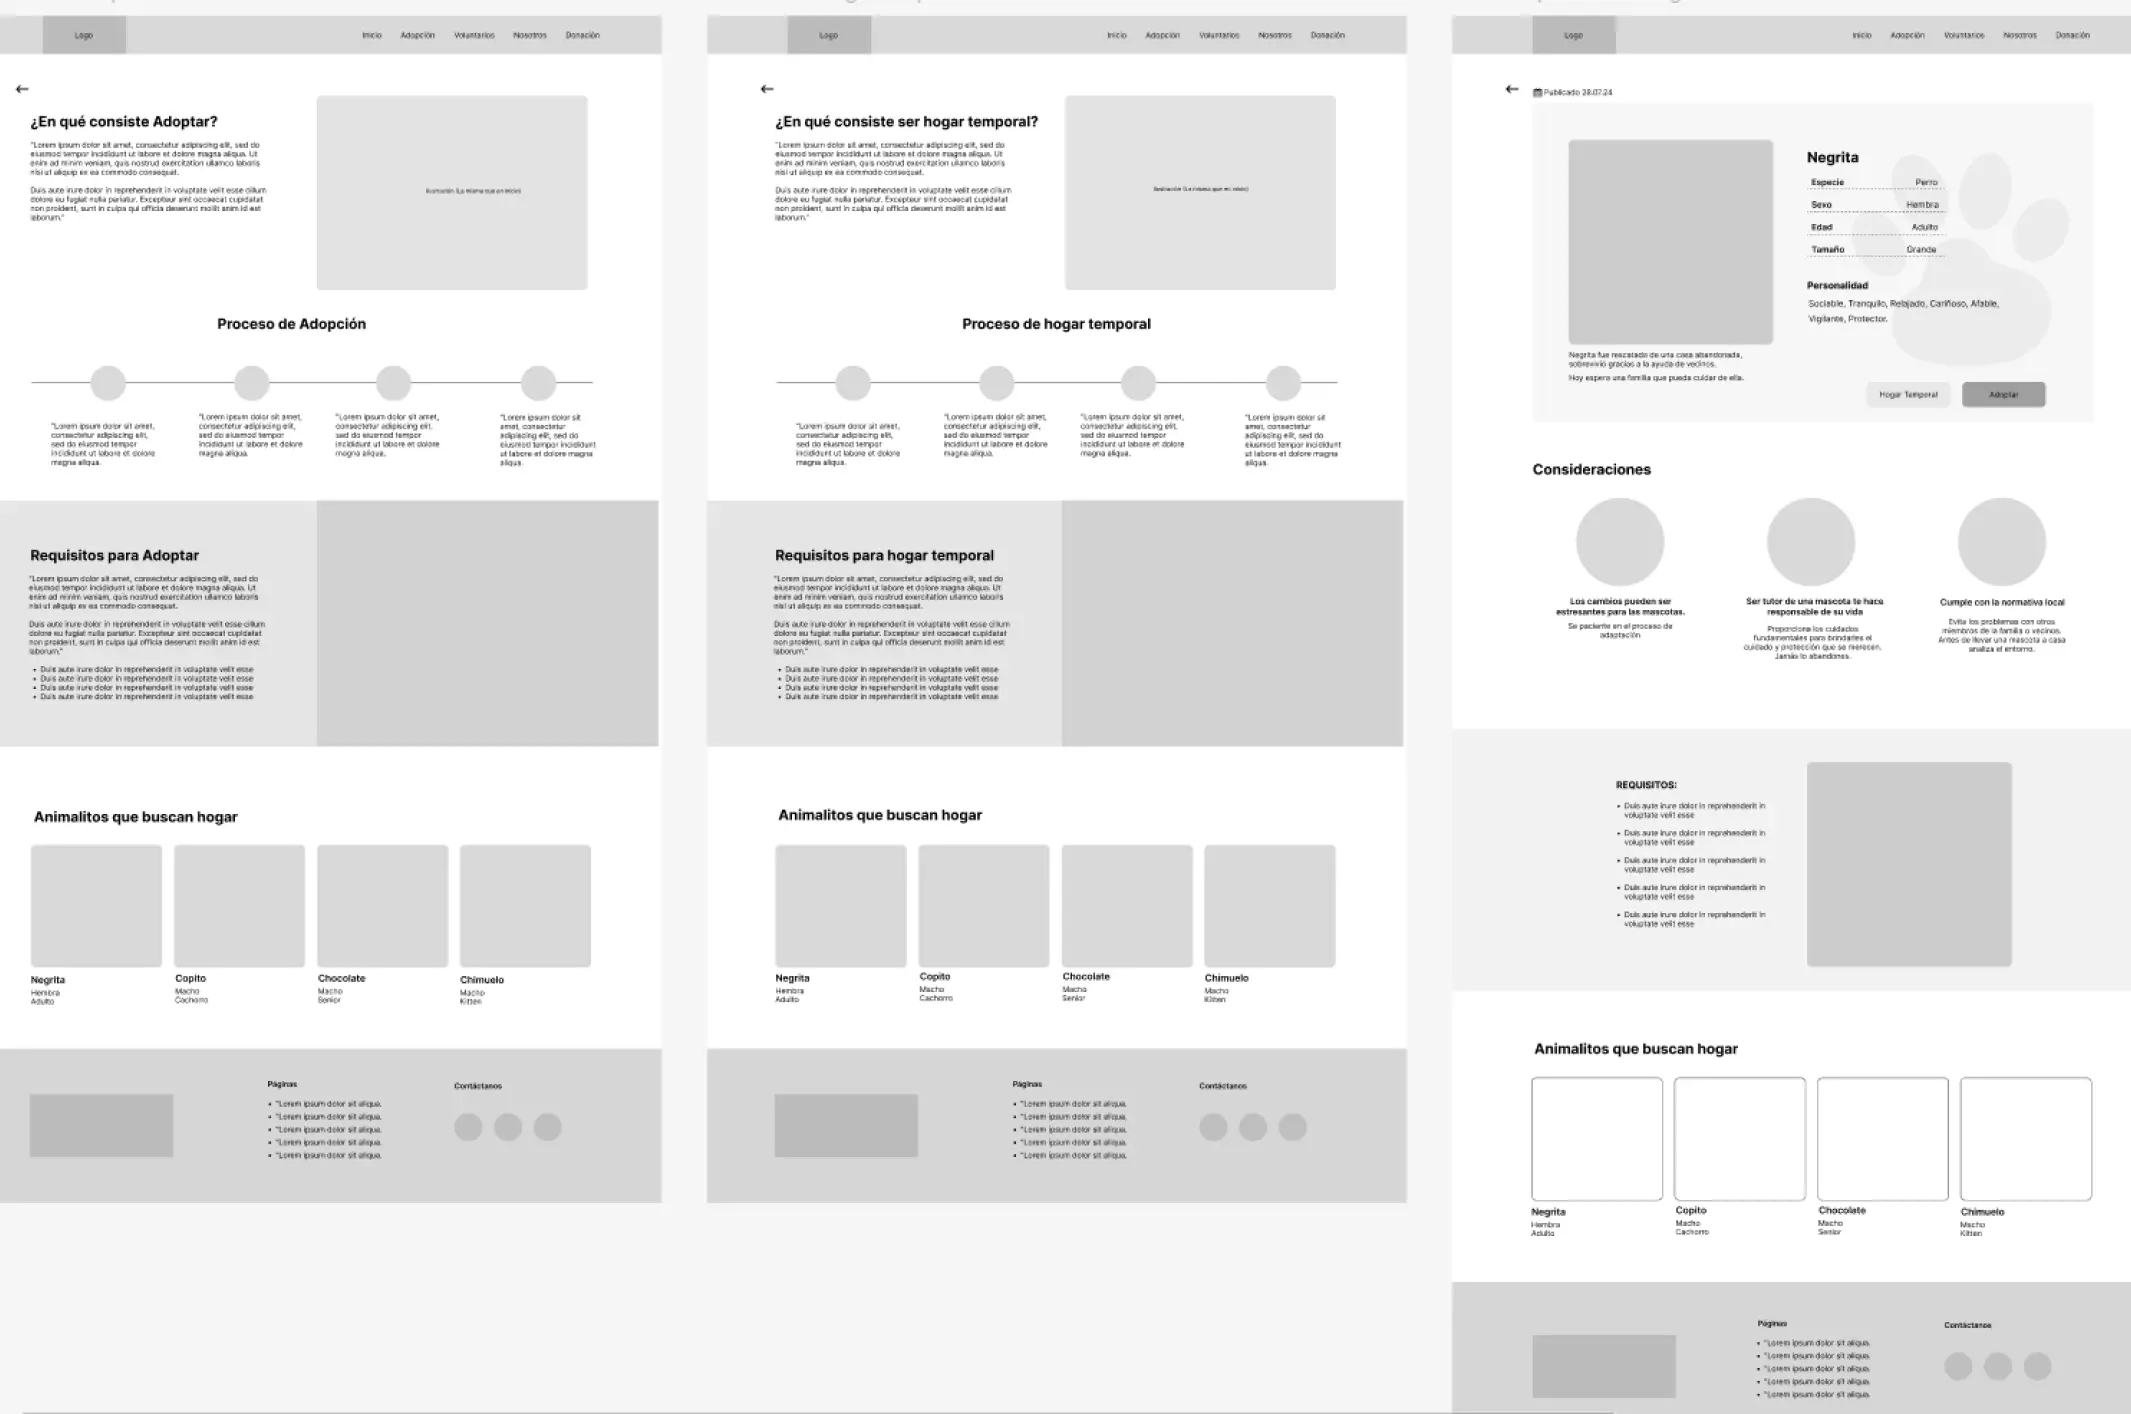 Logo
Inicio
Adopción
Voluntarios
Nosotros
Donación
¿En qué consiste Adoptar?
"Lorem ipsum dolor sit amet, consectetur adipiscing elit, sed do
eiusmod tempor incididunt ut labore et dolore magna aliqua. Ut
enim ad minim veniam, quis nostrud exercitation ullamco laboris
nisi ut aliquip ex ea commodo consequat.
Duis aute irure dolor in reprehenderit in voluptate velit esse cillum
dolore eu fugiat nulla pariatur. Excepteur sint occaecat cupidatat
non proident, sunt in culpa qui officia deserunt mollit anim id est
laborum."
Ilustración (La misma que en inicio)
Proceso de Adopción
"Lorem ipsum dolor sit amet,
consectetur adipiscing elit,
sed do eiusmod tempor
incididunt ut labore et dolore
magna aliqua.
"Lorem ipsum dolor sit amet,
consectetur adipiscing elit,
sed do eiusmod tempor
incididunt ut labore et dolore
magna aliqua.
"Lorem ipsum dolor sit amet,
consectetur adipiscing elit,
sed do eiusmod tempor
incididunt ut labore et dolore
magna aliqua.
"Lorem ipsum dolor sit
amet, consectetur
adipiscing elit, sed do
eiusmod tempor incididunt
ut labore et dolore magna
aliqua.
Requisitos para Adoptar
"Lorem ipsum dolor sit amet, consectetur adipiscing elit, sed do
eiusmod tempor incididunt ut labore et dolore magna aliqua. Ut
enim ad minim veniam, quis nostrud exercitation ullamco laboris
nisi ut aliquip ex ea commodo consequat.
Duis aute irure dolor in reprehenderit in voluptate velit esse cillum
dolore eu fugiat nulla pariatur. Excepteur sint occaecat cupidatat
non proident, sunt in culpa qui officia deserunt mollit anim id est
laborum."
• Duis aute irure dolor in reprehenderit in voluptate velit esse
• Duis aute irure dolor in reprehenderit in voluptate velit esse
• Duis aute irure dolor in reprehenderit in voluptate velit esse
• Duis aute irure dolor in reprehenderit in voluptate velit esse
Animalitos que buscan hogar
Negrita
Hembra
Adulto
Copito
Macho
Cachorro
Chocolate
Macho
Senior
Chimuelo
Macho
Kitten
Páginas
• "Lorem ipsum dolor sit aliqua.
• "Lorem ipsum dolor sit aliqua.
• "Lorem ipsum dolor sit aliqua.
• "Lorem ipsum dolor sit aliqua.
• "Lorem ipsum dolor sit aliqua.
Contáctanos
Logo
Inicio
Adopción
Voluntarios
Nosotros
Donación
¿En qué consiste ser hogar temporal?
"Lorem ipsum dolor sit amet, consectetur adipiscing elit, sed do
eiusmod tempor incididunt ut labore et dolore magna aliqua. Ut
enim ad minim veniam, quis nostrud exercitation ullamco laboris
nisi ut aliquip ex ea commodo consequat.
Duis aute irure dolor in reprehenderit in voluptate velit esse cillum
dolore eu fugiat nulla pariatur. Excepteur sint occaecat cupidatat
non proident, sunt in culpa qui officia deserunt mollit anim id est
laborum."
Ilustración (La misma que en inicio)
Proceso de hogar temporal
"Lorem ipsum dolor sit amet,
consectetur adipiscing elit,
sed do eiusmod tempor
incididunt ut labore et dolore
magna aliqua.
"Lorem ipsum dolor sit amet,
consectetur adipiscing elit,
sed do eiusmod tempor
incididunt ut labore et dolore
magna aliqua.
"Lorem ipsum dolor sit amet,
consectetur adipiscing elit,
sed do eiusmod tempor
incididunt ut labore et dolore
magna aliqua.
"Lorem ipsum dolor sit
amet, consectetur
adipiscing elit, sed do
eiusmod tempor incididunt
ut labore et dolore magna
aliqua.
Requisitos para hogar temporal
"Lorem ipsum dolor sit amet, consectetur adipiscing elit, sed do
eiusmod tempor incididunt ut labore et dolore magna aliqua. Ut
enim ad minim veniam, quis nostrud exercitation ullamco laboris
nisi ut aliquip ex ea commodo consequat.
Duis aute irure dolor in reprehenderit in voluptate velit esse cillum
dolore eu fugiat nulla pariatur. Excepteur sint occaecat cupidatat
non proident, sunt in culpa qui officia deserunt mollit anim id est
laborum."
• Duis aute irure dolor in reprehenderit in voluptate velit esse
• Duis aute irure dolor in reprehenderit in voluptate velit esse
• Duis aute irure dolor in reprehenderit in voluptate velit esse
• Duis aute irure dolor in reprehenderit in voluptate velit esse
Animalitos que buscan hogar
Negrita
Hembra
Adulto
Copito
Macho
Cachorro
Chocolate
Macho
Senior
Chimuelo
Macho
Kitten
Páginas
• "Lorem ipsum dolor sit aliqua.
• "Lorem ipsum dolor sit aliqua.
• "Lorem ipsum dolor sit aliqua.
• "Lorem ipsum dolor sit aliqua.
• "Lorem ipsum dolor sit aliqua.
Contáctanos
Logo
Inicio
Adopción
Voluntarios
Nosotros
Donación
Publicado 28.07.24
Negrita
Especie Perro
Sexo Hembra
Edad Adulto
Tamaño Grande
Personalidad
Sociable, Tranquilo, Relajado, Cariñoso, Afable,
Vigilante, Protector.
Negrita fue rescatada de una casa abandonada,
sobrevivió gracias a la ayuda de vecinos.
Hoy espera una familia que pueda cuidar de ella.
Hogar Temporal
Adoptar
Consideraciones
Los cambios pueden ser
estresantes para las mascotas.
Se paciente en el proceso de
adaptación
Ser tutor de una mascota te hace
responsable de su vida
Proporciona los cuidados
fundamentales para brindarles el
cuidado y protección que se merecen.
Jamás lo abandones.
Cumple con la normativa local
Evita los problemas con otros
miembros de la familia o vecinos.
Antes de llevar una mascota a casa
analiza el entorno.
REQUISITOS:
• Duis aute irure dolor in reprehenderit in
voluptate velit esse
• Duis aute irure dolor in reprehenderit in
voluptate velit esse
• Duis aute irure dolor in reprehenderit in
voluptate velit esse
• Duis aute irure dolor in reprehenderit in
voluptate velit esse
• Duis aute irure dolor in reprehenderit in
voluptate velit esse
Animalitos que buscan hogar
Negrita
Hembra
Adulto
Copito
Macho
Cachorro
Chocolate
Macho
Senior
Chimuelo
Macho
Kitten
Páginas
• "Lorem ipsum dolor sit aliqua.
• "Lorem ipsum dolor sit aliqua.
• "Lorem ipsum dolor sit aliqua.
• "Lorem ipsum dolor sit aliqua.
• "Lorem ipsum dolor sit aliqua.
Contáctanos